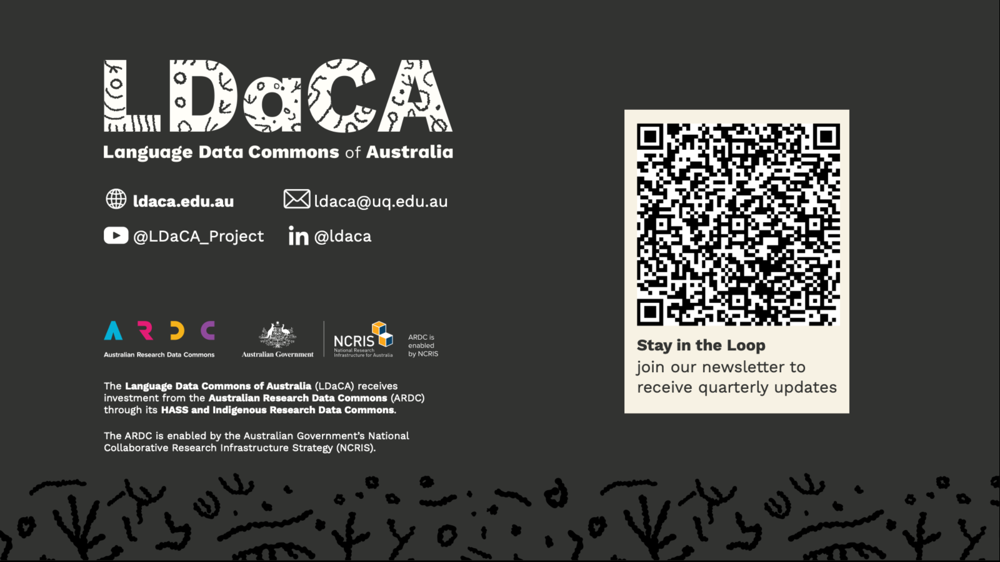 LDaCA
Language Data Commons of Australia
ldaca.edu.au
ldaca@uq.edu.au
@LDaCA_Project
in @ldaca
ARDC
Australian Research Data Commons
Australian Government
NCRIS
National Research
Infrastructure for Australia
ARDC is
enabled
by NCRIS
The Language Data Commons of Australia (LDaCA) receives
investment from the Australian Research Data Commons (ARDC)
through its HASS and Indigenous Research Data Commons.
The ARDC is enabled by the Australian Government’s National
Collaborative Research Infrastructure Strategy (NCRIS).
Stay in the Loop
join our newsletter to
receive quarterly updates